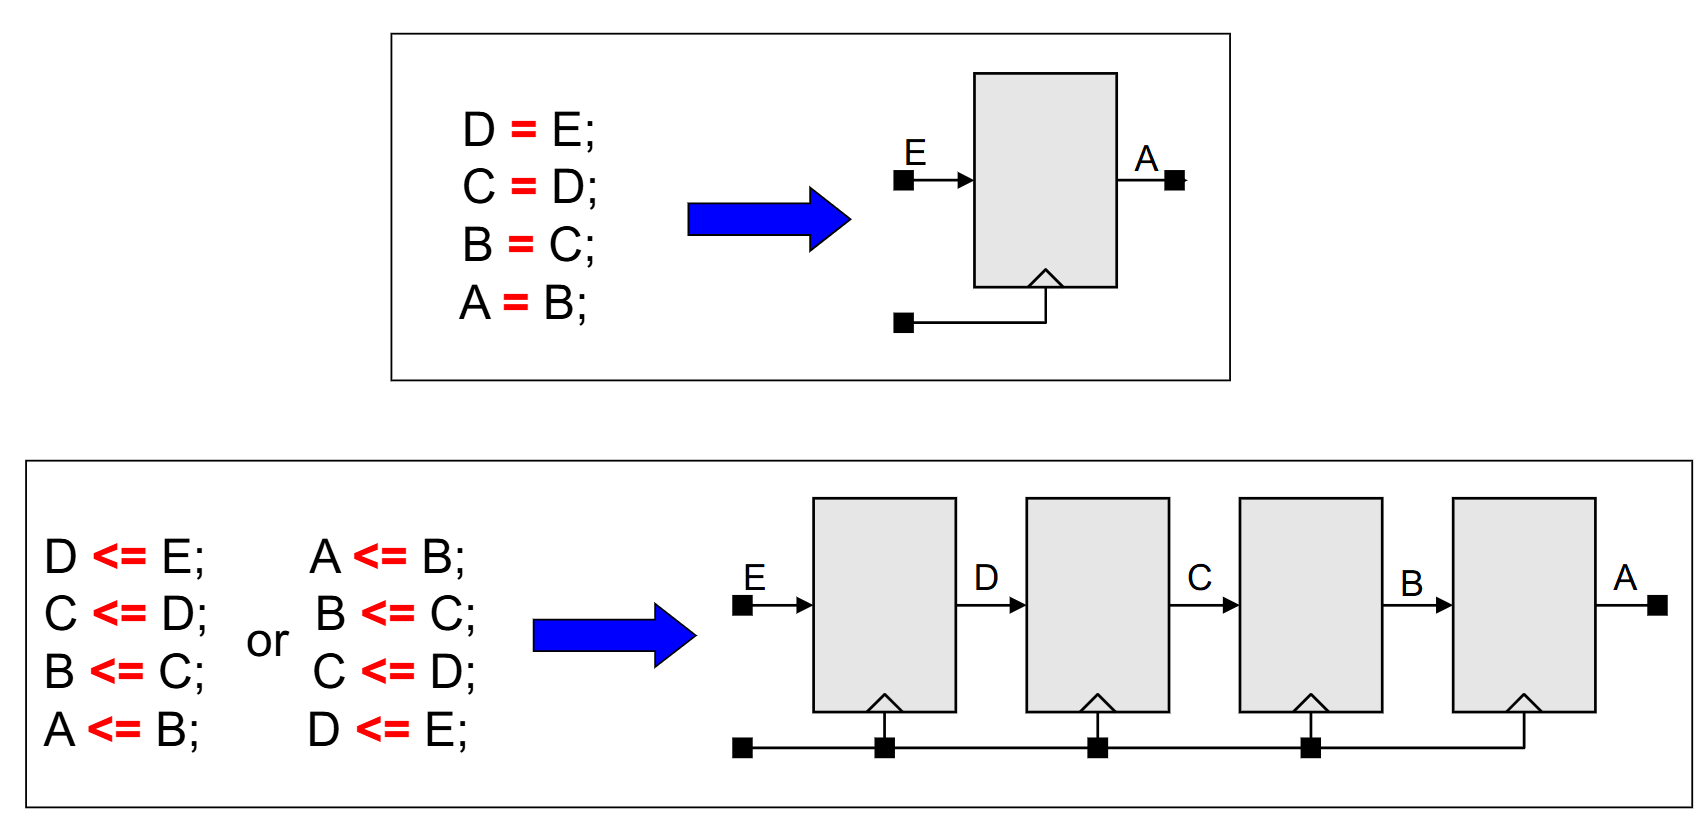 D = E;
C = D;
B = C;
A = B;
E
A
D <= E;
C <= D;
B <= C;
A <= B;
or
A <= B;
B <= C;
C <= D;
D <= E;
E
D
C
B
A